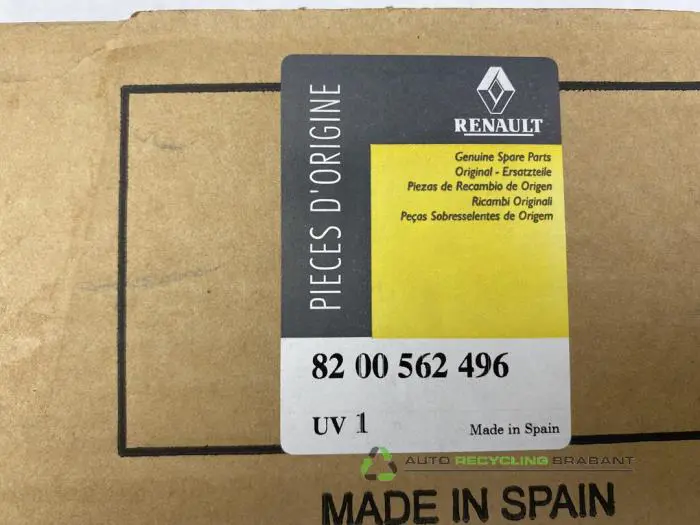 PIECES D'ORIGINE
RENAULT
Genuine Spare Parts
Original - Ersatzteile
Piezas de Recambio de Origen
Ricambi Originali
Peças Sobresselentes de Origem
82 00 562 496
UV 1
Made in Spain
AUTO RECYCLING BRABANT
MADE IN SPAIN